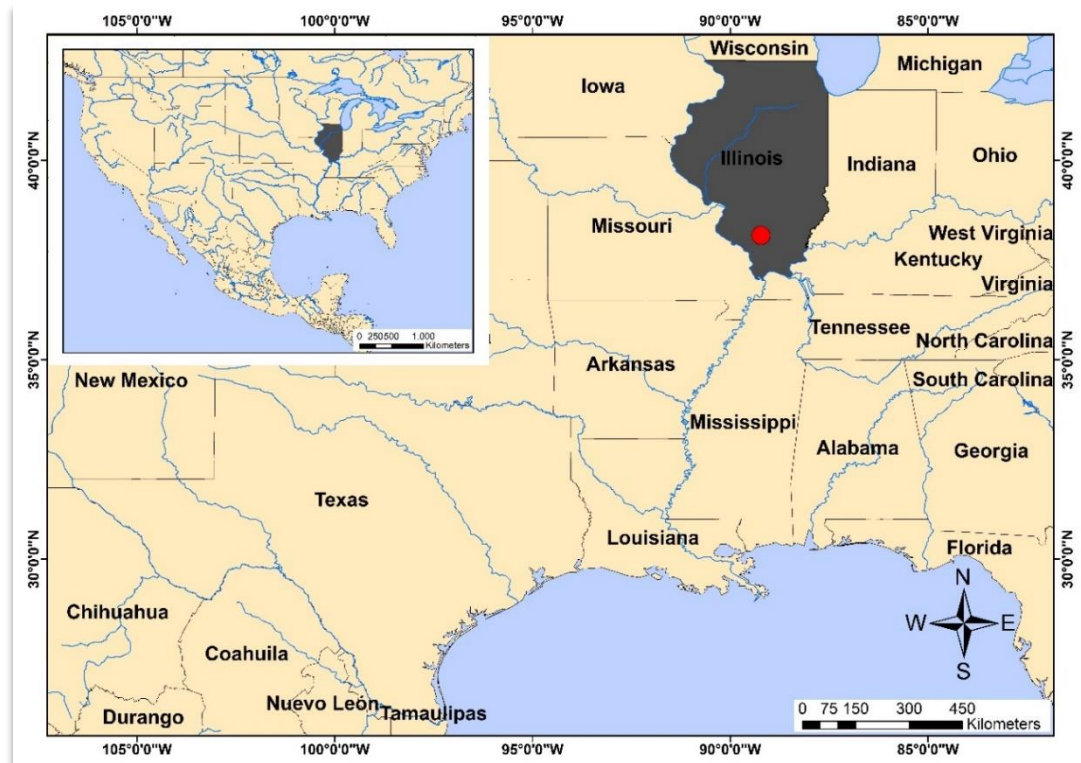 105°0'0"W 100°0'0"W 95°0'0"W 90°0'0"W 85°0'0"W
Wisconsin
Michigan
Iowa
40°0'0"N
Illinois
Indiana
Ohio
40°0'0"N
Missouri
West Virginia
Kentucky
Virginia
0 250500 1,000
Kilometers
Tennessee
North Carolina
35°0'0"N
New Mexico
Arkansas
South Carolina
35°0'0"N
Mississippi
Alabama
Georgia
Texas
Louisiana
Florida
30°0'0"N
30°0'0"N
N
Chihuahua
W E
Coahuila
S
Nuevo León
Tamaulipas
Durango
0 75 150 300 450
Kilometers
105°0'0"W 100°0'0"W 95°0'0"W 90°0'0"W 85°0'0"W